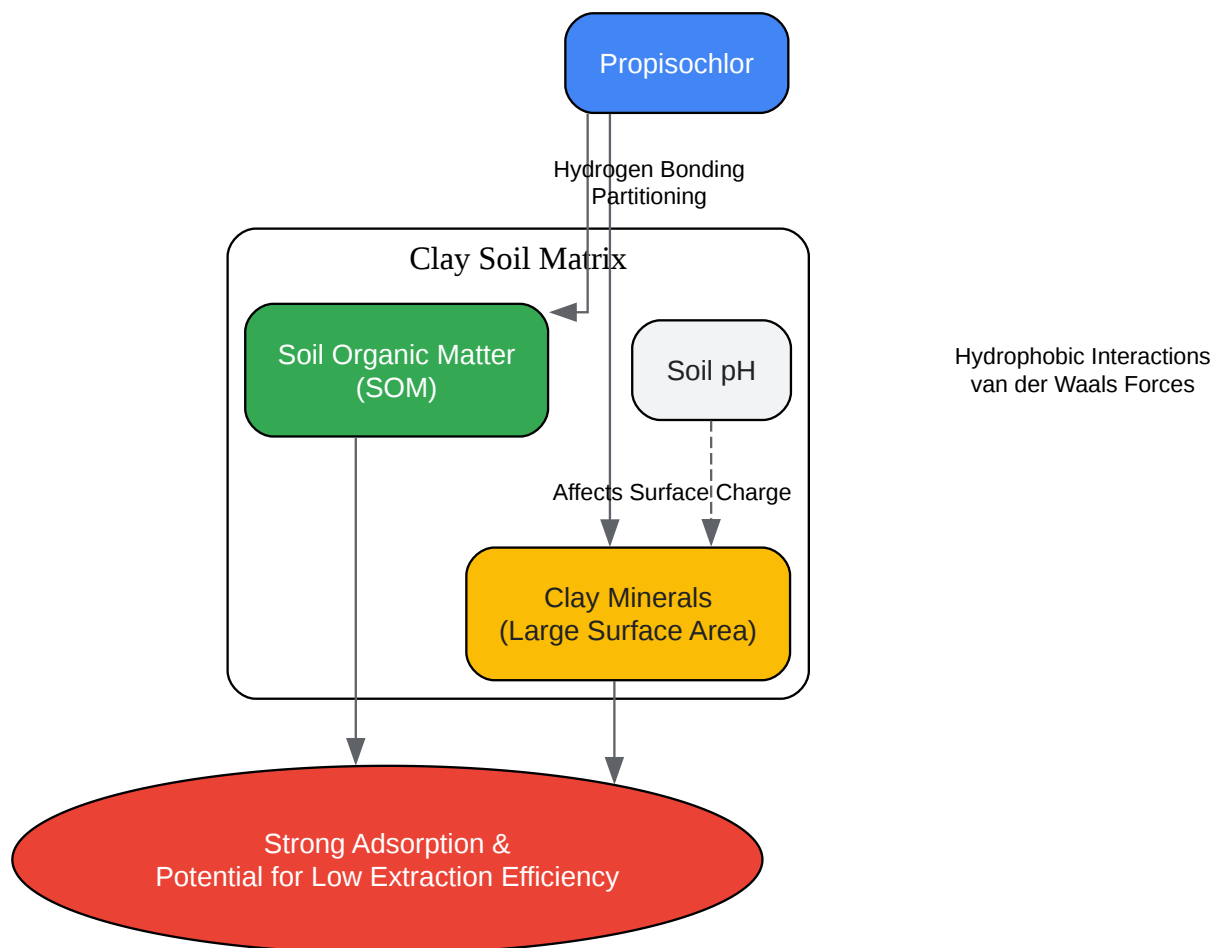 Propisochlor
Hydrogen Bonding
Partitioning
Clay Soil Matrix
Soil Organic Matter
(SOM)
Soil pH
Hydrophobic Interactions
van der Waals Forces
Affects Surface Charge
Clay Minerals
(Large Surface Area)
Strong Adsorption &
Potential for Low Extraction Efficiency